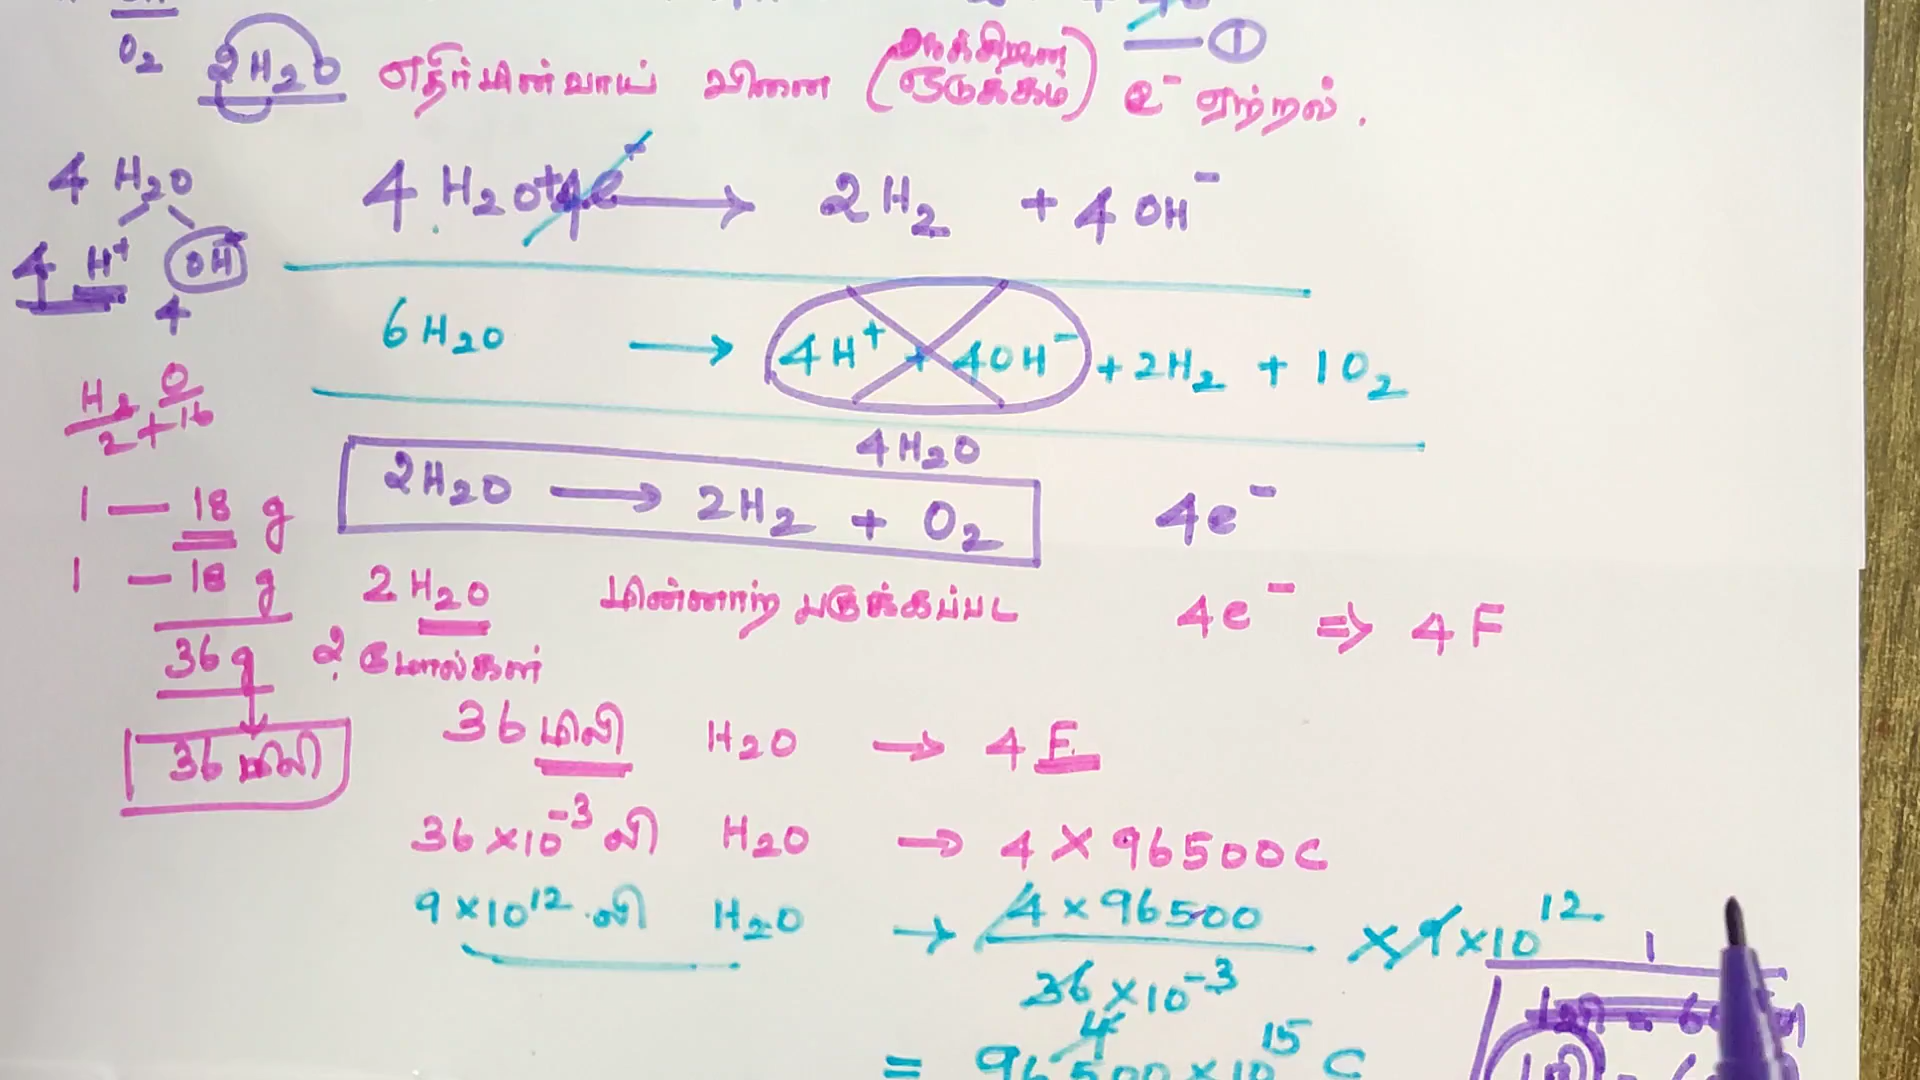 O2 2H2O எதிர்மின்வாய் வினை (ஒடுக்கம்) e⁻ ஏற்றல். — ①
4 H2O 4 H2O + 4e⁻ ⟶ 2H2 + 4OH⁻
4 H⁺ OH⁻
4
6H2O ⟶ 4H⁺ + 4OH⁻ + 2H2 + 1O2
H2/2 + O/16
4H2O
2H2O ⟶ 2H2 + O2 4e⁻
1 — 18 g
1 — 18 g 2H2O மின்னாற் பகுக்கப்பட 4e⁻ ⇒ 4F
36g 2 மோல்கள்
36 மிலி H2O → 4 F
36 மிலி
36 × 10⁻³ லி H2O → 4 × 96500C
9 × 10¹² லி H2O → 4 × 96500 / 36 × 10⁻³ × 9 × 10¹²
4
1
= 96500 × 10¹⁵ C